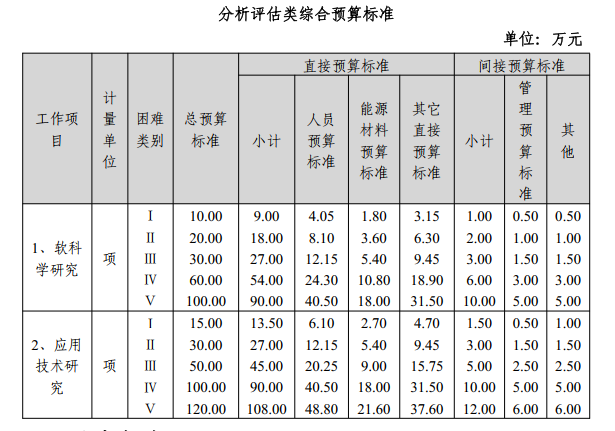 分析评估类综合预算标准
单位：万元
工作项目 计量单位 困难类别 总预算标准 直接预算标准 间接预算标准
小计 人员预算标准 能源材料预算标准 其它直接预算标准 小计 管理预算标准 其他
1、软科学研究 项 Ⅰ 10.00 9.00 4.05 1.80 3.15 1.00 0.50 0.50
Ⅱ 20.00 18.00 8.10 3.60 6.30 2.00 1.00 1.00
Ⅲ 30.00 27.00 12.15 5.40 9.45 3.00 1.50 1.50
Ⅳ 60.00 54.00 24.30 10.80 18.90 6.00 3.00 3.00
Ⅴ 100.00 90.00 40.50 18.00 31.50 10.00 5.00 5.00
2、应用技术研究 项 Ⅰ 15.00 13.50 6.10 2.70 4.70 1.50 0.50 1.00
Ⅱ 30.00 27.00 12.15 5.40 9.45 3.00 1.50 1.50
Ⅲ 50.00 45.00 20.25 9.00 15.75 5.00 2.50 2.50
Ⅳ 100.00 90.00 40.50 18.00 31.50 10.00 5.00 5.00
Ⅴ 120.00 108.00 48.80 21.60 37.60 12.00 6.00 6.00